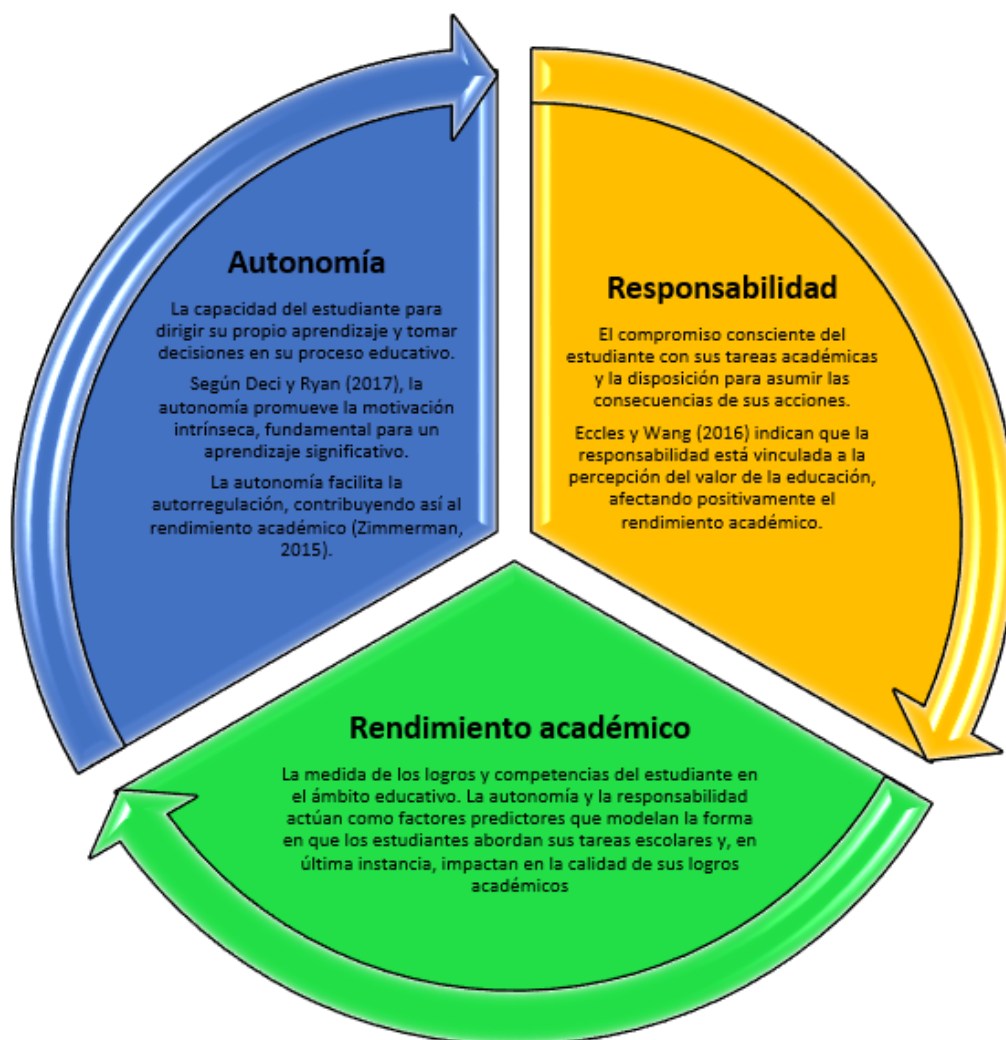 Autonomía
La capacidad del estudiante para
dirigir su propio aprendizaje y tomar
decisiones en su proceso educativo.
Según Deci y Ryan (2017), la
autonomía promueve la motivación
intrínseca, fundamental para un
aprendizaje significativo.
La autonomía facilita la
autorregulación, contribuyendo así al
rendimiento académico (Zimmerman,
2015).
Responsabilidad
El compromiso consciente del
estudiante con sus tareas académicas
y la disposición para asumir las
consecuencias de sus acciones.
Eccles y Wang (2016) indican que la
responsabilidad está vinculada a la
percepción del valor de la educación,
afectando positivamente el
rendimiento académico.
Rendimiento académico
La medida de los logros y competencias del estudiante en
el ámbito educativo. La autonomía y la responsabilidad
actúan como factores predictores que modelan la forma
en que los estudiantes abordan sus tareas escolares y, en
última instancia, impactan en la calidad de sus logros
académicos